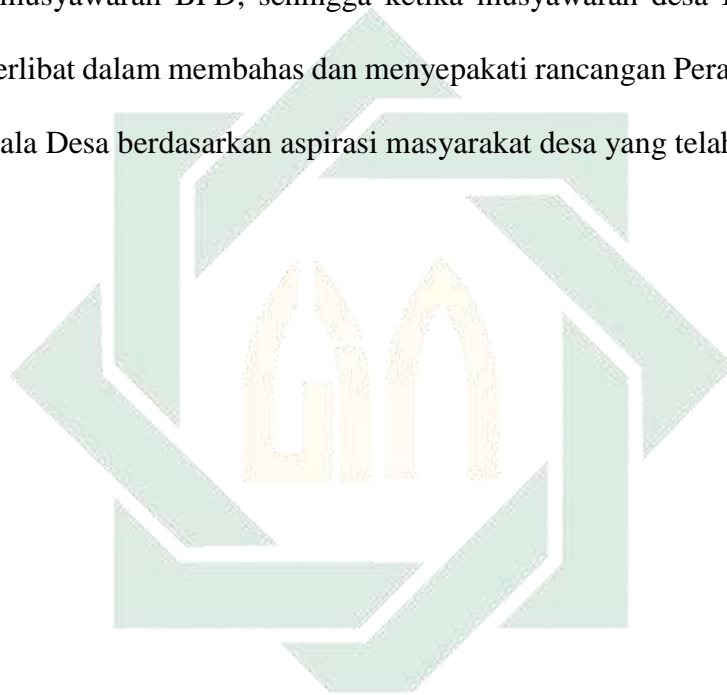 musyawarah BPD, sehingga ketika musyawarah desa
erlibat dalam membahas dan menyepakati rancangan Pera
ala Desa berdasarkan aspirasi masyarakat desa yang telah